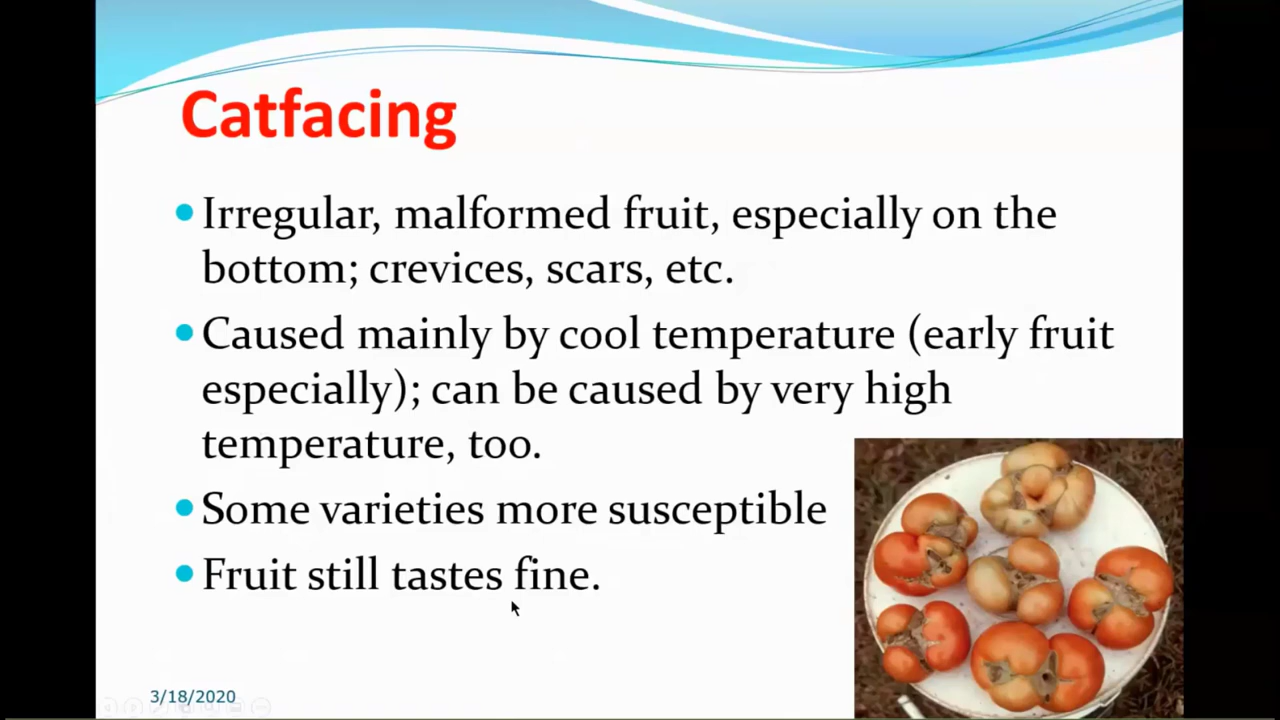 Catfacing
• Irregular, malformed fruit, especially on the
bottom; crevices, scars, etc.
• Caused mainly by cool temperature (early fruit
especially); can be caused by very high
temperature, too.
• Some varieties more susceptible
• Fruit still tastes fine.
3/18/2020